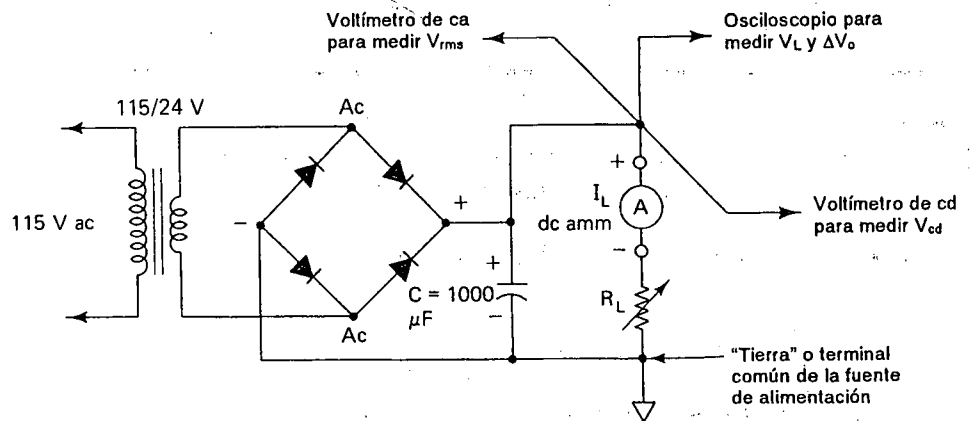 Voltímetro de ca
para medir Vrms
Osciloscopio para
medir VL y ΔVo
115/24 V
Ac
115 V ac
-
+
+
IL
A
dc amm
-
Voltímetro de cd
para medir Vcd
+
C = 1000
μF
-
RL
Ac
"Tierra" o terminal
común de la fuente
de alimentación